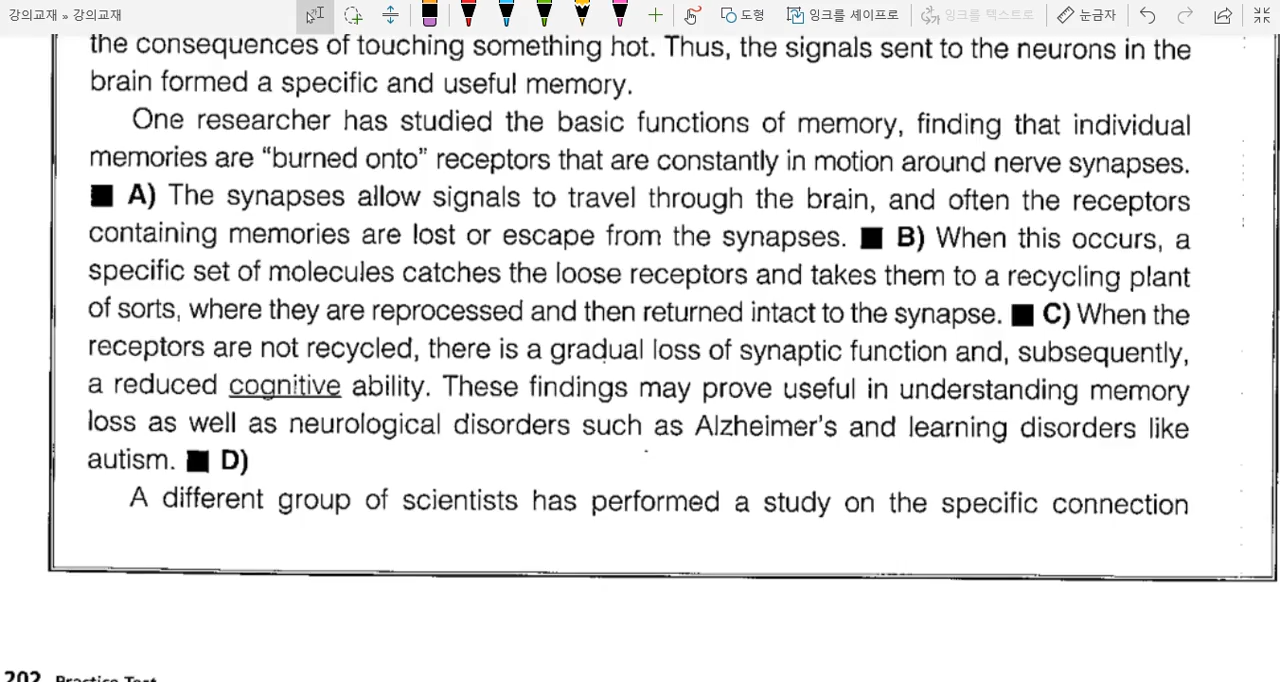 강의교재 » 강의교재
도형
잉크를 셰이프로
잉크를 텍스트로
눈금자
the consequences of touching something hot. Thus, the signals sent to the neurons in the
brain formed a specific and useful memory.
One researcher has studied the basic functions of memory, finding that individual
memories are “burned onto” receptors that are constantly in motion around nerve synapses.
■ A) The synapses allow signals to travel through the brain, and often the receptors
containing memories are lost or escape from the synapses. ■ B) When this occurs, a
specific set of molecules catches the loose receptors and takes them to a recycling plant
of sorts, where they are reprocessed and then returned intact to the synapse. ■ C) When the
receptors are not recycled, there is a gradual loss of synaptic function and, subsequently,
a reduced cognitive ability. These findings may prove useful in understanding memory
loss as well as neurological disorders such as Alzheimer's and learning disorders like
autism. ■ D)
A different group of scientists has performed a study on the specific connection
202 Practice Test